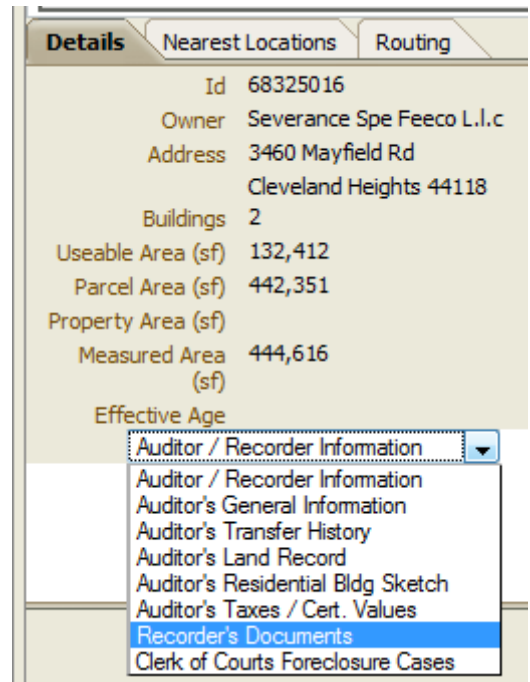 Details Nearest Locations Routing
Id 68325016
Owner Severance Spe Feeco L.l.c
Address 3460 Mayfield Rd
Cleveland Heights 44118
Buildings 2
Useable Area (sf) 132,412
Parcel Area (sf) 442,351
Property Area (sf)
Measured Area 444,616
(sf)
Effective Age
Auditor / Recorder Information
Auditor / Recorder Information
Auditor's General Information
Auditor's Transfer History
Auditor's Land Record
Auditor's Residential Bldg Sketch
Auditor's Taxes / Cert. Values
Recorder's Documents
Clerk of Courts Foreclosure Cases